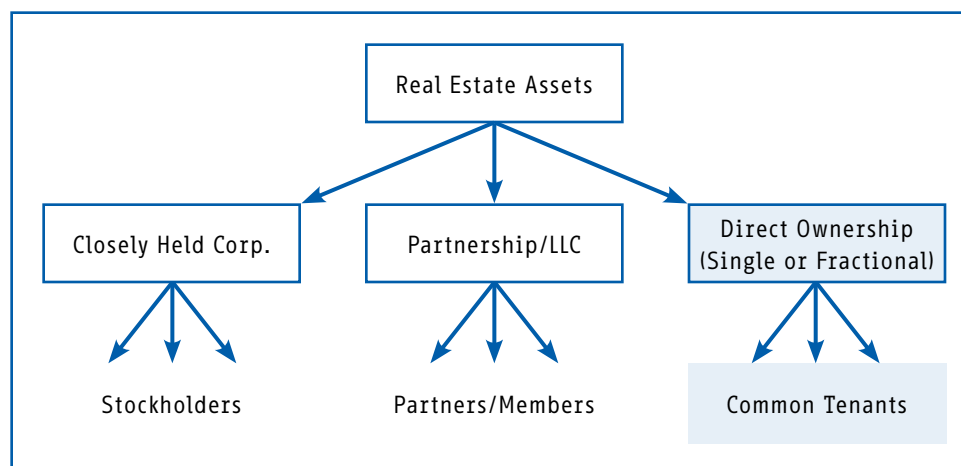 Real Estate Assets
Closely Held Corp.
Partnership/LLC
Direct Ownership
(Single or Fractional)
Stockholders
Partners/Members
Common Tenants